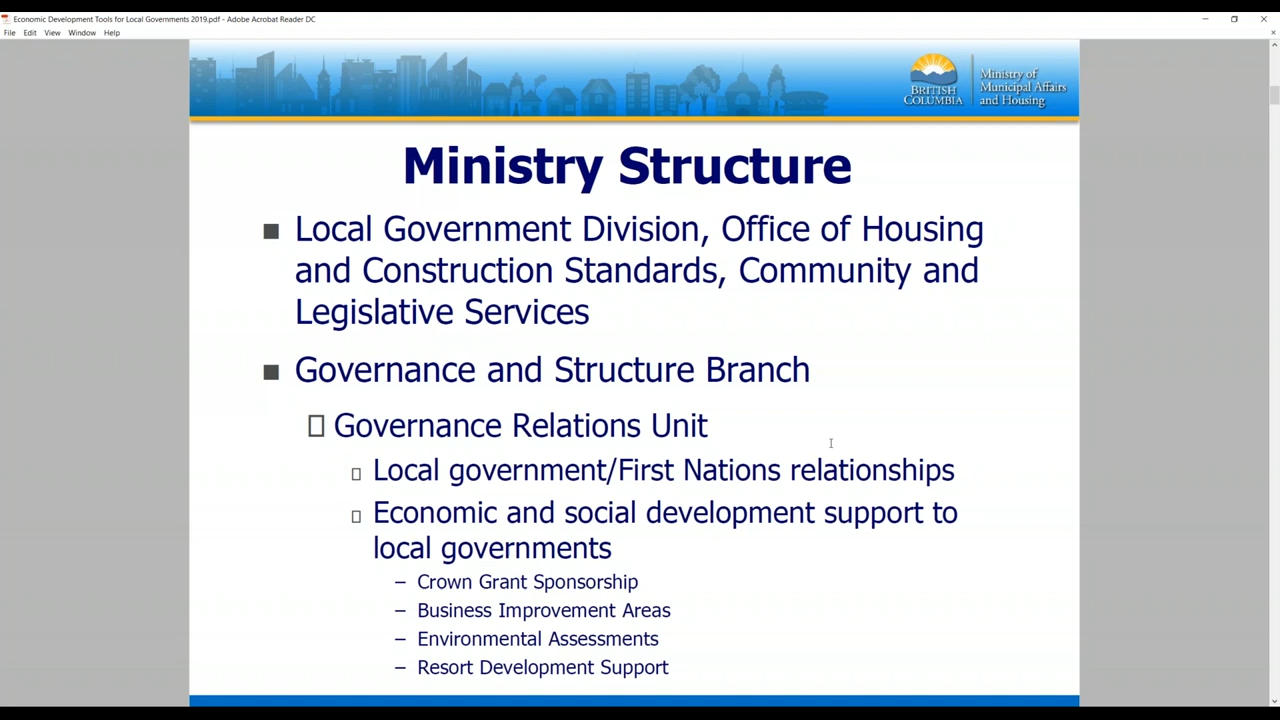 Economic Development Tools for Local Governments 2019.pdf - Adobe Acrobat Reader DC
File Edit View Window Help
BRITISH
COLUMBIA
Ministry of
Municipal Affairs
and Housing
Ministry Structure
Local Government Division, Office of Housing
and Construction Standards, Community and
Legislative Services
Governance and Structure Branch
Governance Relations Unit
Local government/First Nations relationships
Economic and social development support to
local governments
– Crown Grant Sponsorship
– Business Improvement Areas
– Environmental Assessments
– Resort Development Support